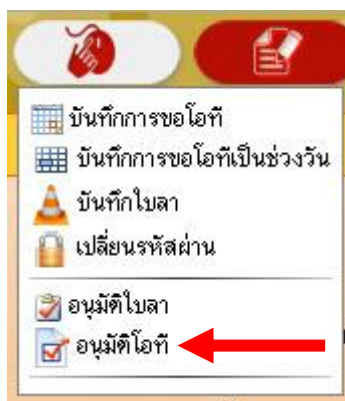 บันทึกการขอโอที
บันทึกการขอโอทีเป็นช่วงวัน
บันทึกใบลา
เปลี่ยนรหัสผ่าน
อนุมัติใบลา
อนุมัติโอที